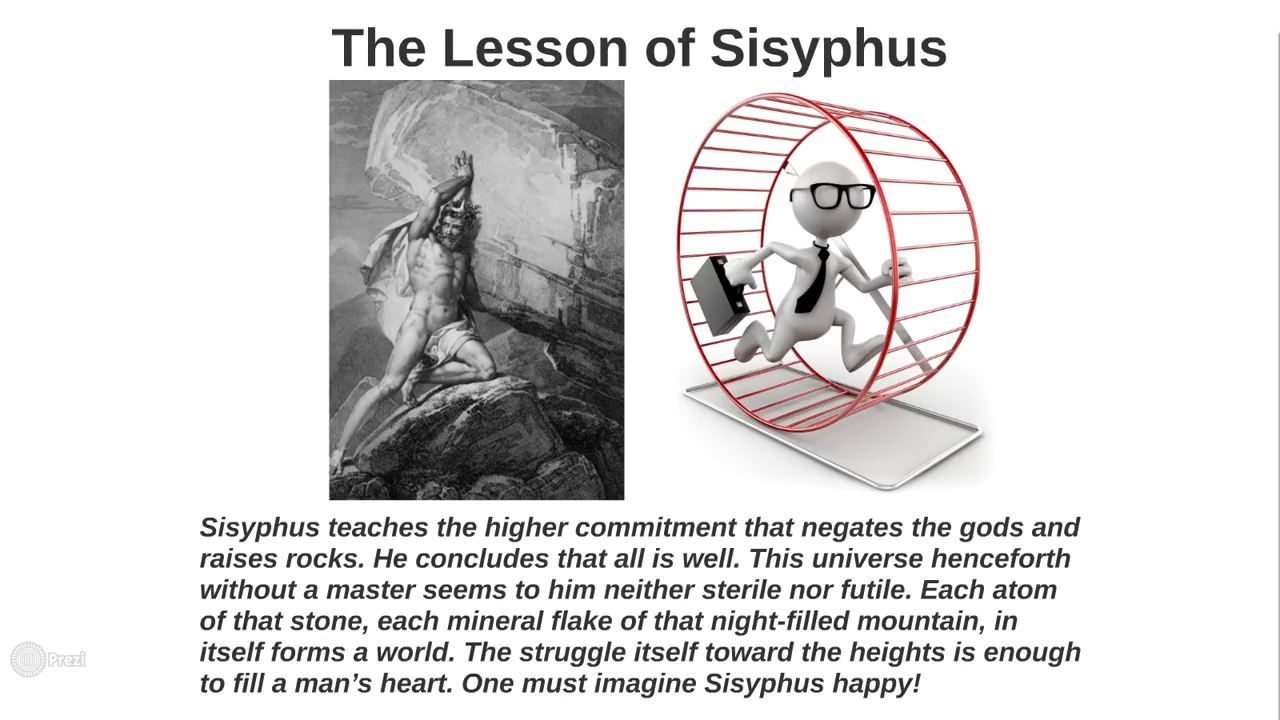 The Lesson of Sisyphus
Sisyphus teaches the higher commitment that negates the gods and
raises rocks. He concludes that all is well. This universe henceforth
without a master seems to him neither sterile nor futile. Each atom
of that stone, each mineral flake of that night-filled mountain, in
itself forms a world. The struggle itself toward the heights is enough
to fill a man’s heart. One must imagine Sisyphus happy!
Prezi